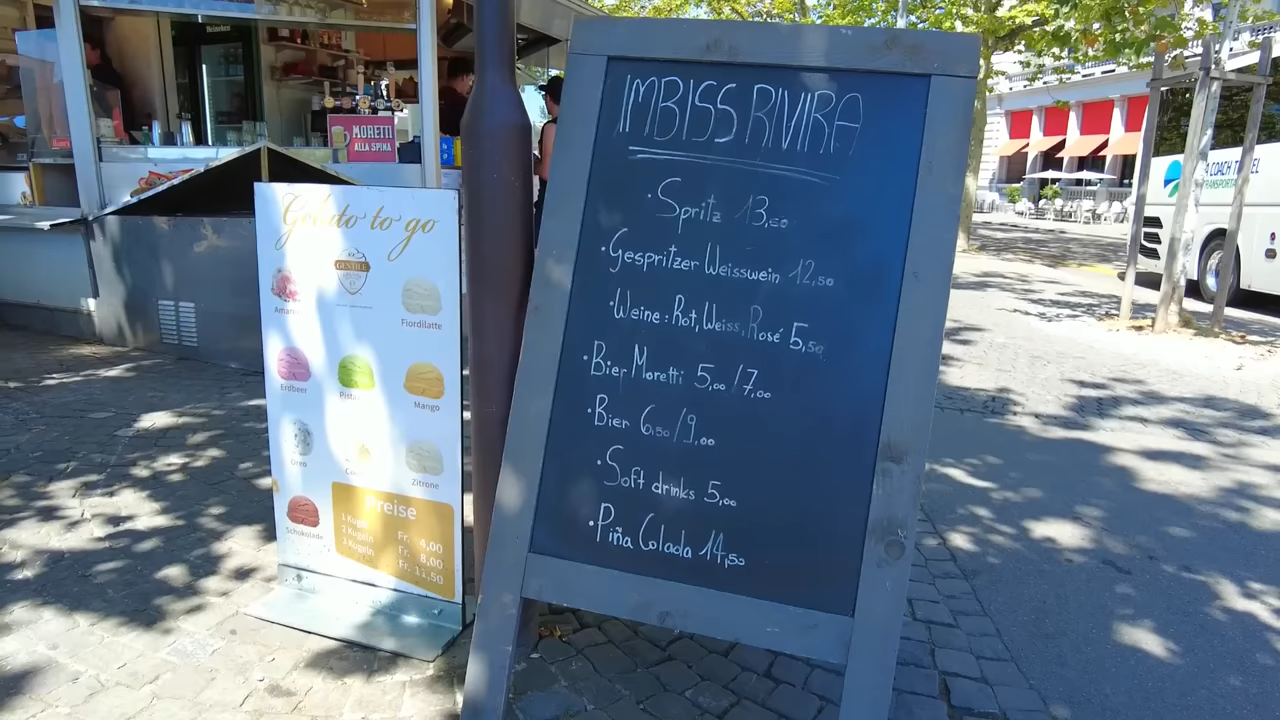 Heineken
MORETTI
ALLA SPINA
Gelato to go
GENTILE
Fiordilatte
Erdbeer
Mango
Oreo
Zitrone
Schokolade
Preise
1 Kugel Fr. 4,00
2 Kugeln Fr. 8,00
3 Kugeln Fr. 11,50
IMBISS RIVIRA
· Spritz 13,50
· Gespritzer Weisswein 12,50
· Weine : Rot, Weiss, Rosé 5,50
· Bier Moretti 5,00 / 7,00
· Bier 6,50 / 9,00
· Soft drinks 5,00
· Piña Colada 14,50
COACH
TRANSPORTA